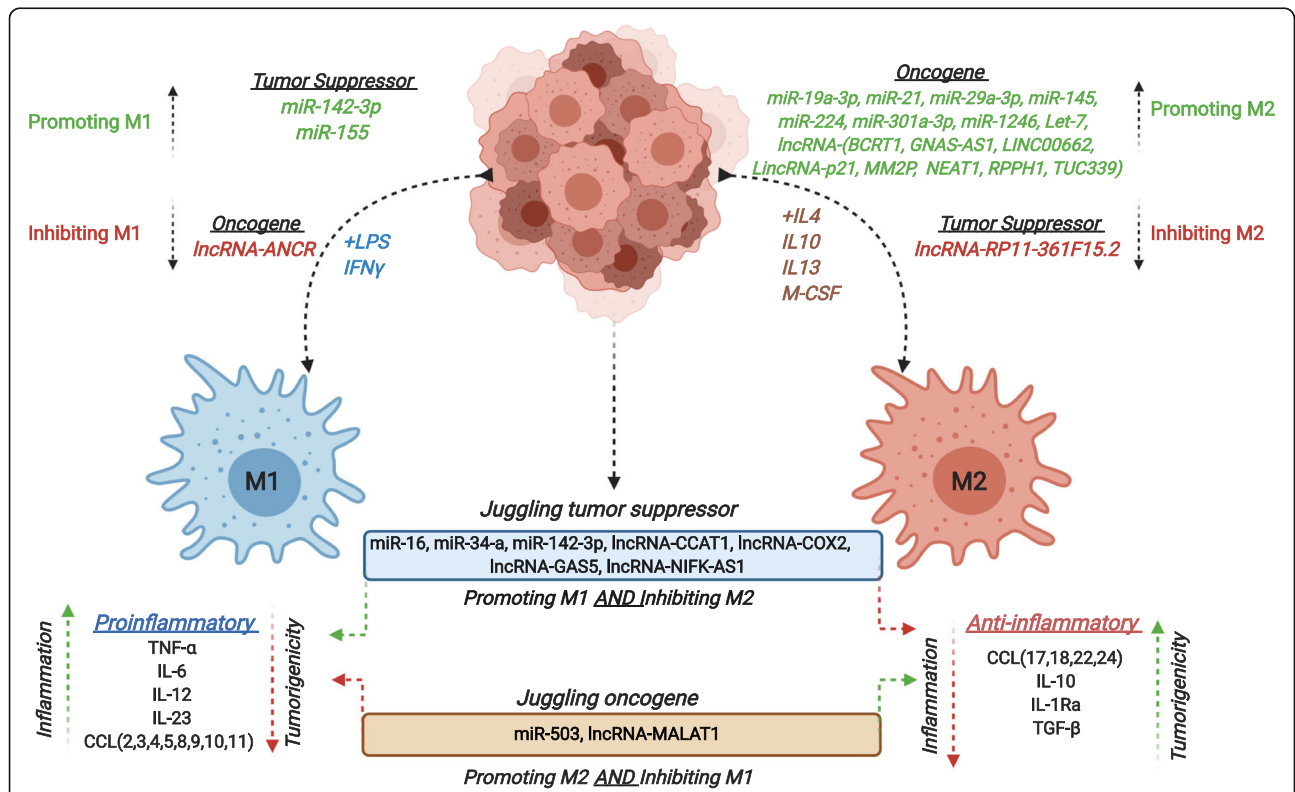 Tumor Suppressor
miR-142-3p
miR-155
Promoting M1
Inhibiting M1
Oncogene
lncRNA-ANCR
+LPS
IFNγ
Oncogene
miR-19a-3p, miR-21, miR-29a-3p, miR-145,
miR-224, miR-301a-3p, miR-1246, Let-7,
lncRNA-(BCRT1, GNAS-AS1, LINC00662,
LincRNA-p21, MM2P, NEAT1, RPPH1, TUC339)
Promoting M2
+IL4
IL10
IL13
M-CSF
Tumor Suppressor
lncRNA-RP11-361F15.2
Inhibiting M2
M1
M2
Juggling tumor suppressor
miR-16, miR-34-a, miR-142-3p, lncRNA-CCAT1, lncRNA-COX2,
lncRNA-GAS5, lncRNA-NIFK-AS1
Promoting M1 AND Inhibiting M2
Inflammation
Proinflammatory
TNF-α
IL-6
IL-12
IL-23
CCL(2,3,4,5,8,9,10,11)
Tumorigenicity
Juggling oncogene
miR-503, lncRNA-MALAT1
Promoting M2 AND Inhibiting M1
Inflammation
Anti-inflammatory
CCL(17,18,22,24)
IL-10
IL-1Ra
TGF-β
Tumorigenicity